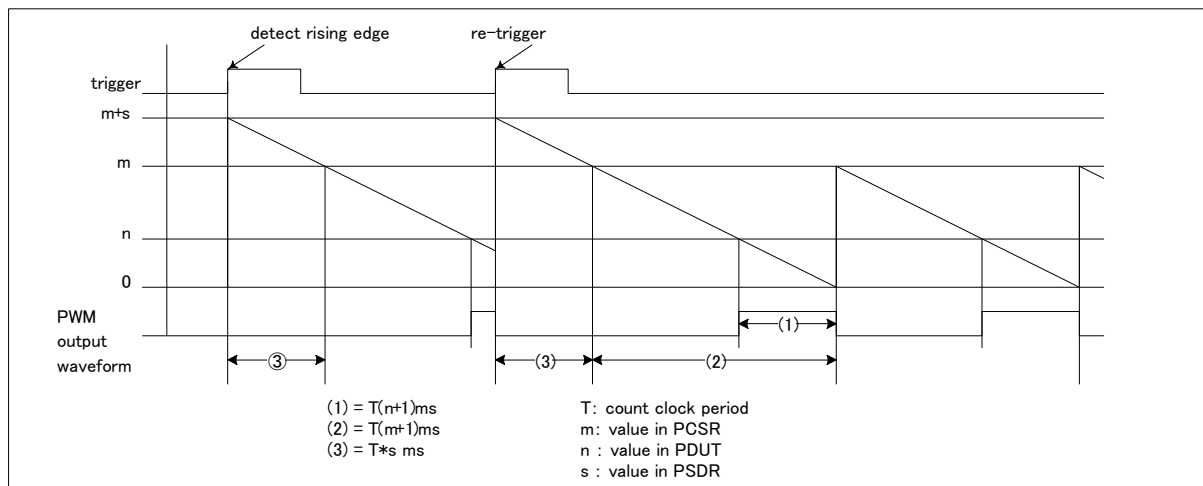 detect rising edge
re-trigger
trigger
m+s
m
n
0
PWM
output
waveform
(1)
③
(3)
(2)
(1) = T(n+1)ms
(2) = T(m+1)ms
(3) = T*s ms
T: count clock period
m: value in PCSR
n : value in PDUT
s : value in PSDR